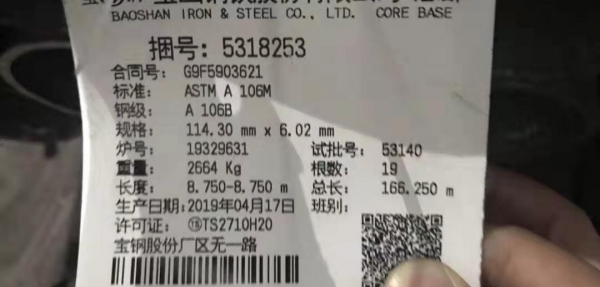 BAOSHAN IRON & STEEL CO., LTD. CORE BASE
捆号: 5318253
合同号: G9F5903621
标准: ASTM A 106M
钢级: A 106B
规格: 114.30 mm x 6.02 mm
炉号: 19329631 试批号: 53140
重量: 2664 Kg 根数: 19
长度: 8.750-8.750 m 总长: 166.250 m
生产日期:2019年04月17日 班别:
许可证: ⑮TS2710H20
宝钢股份厂区无一路